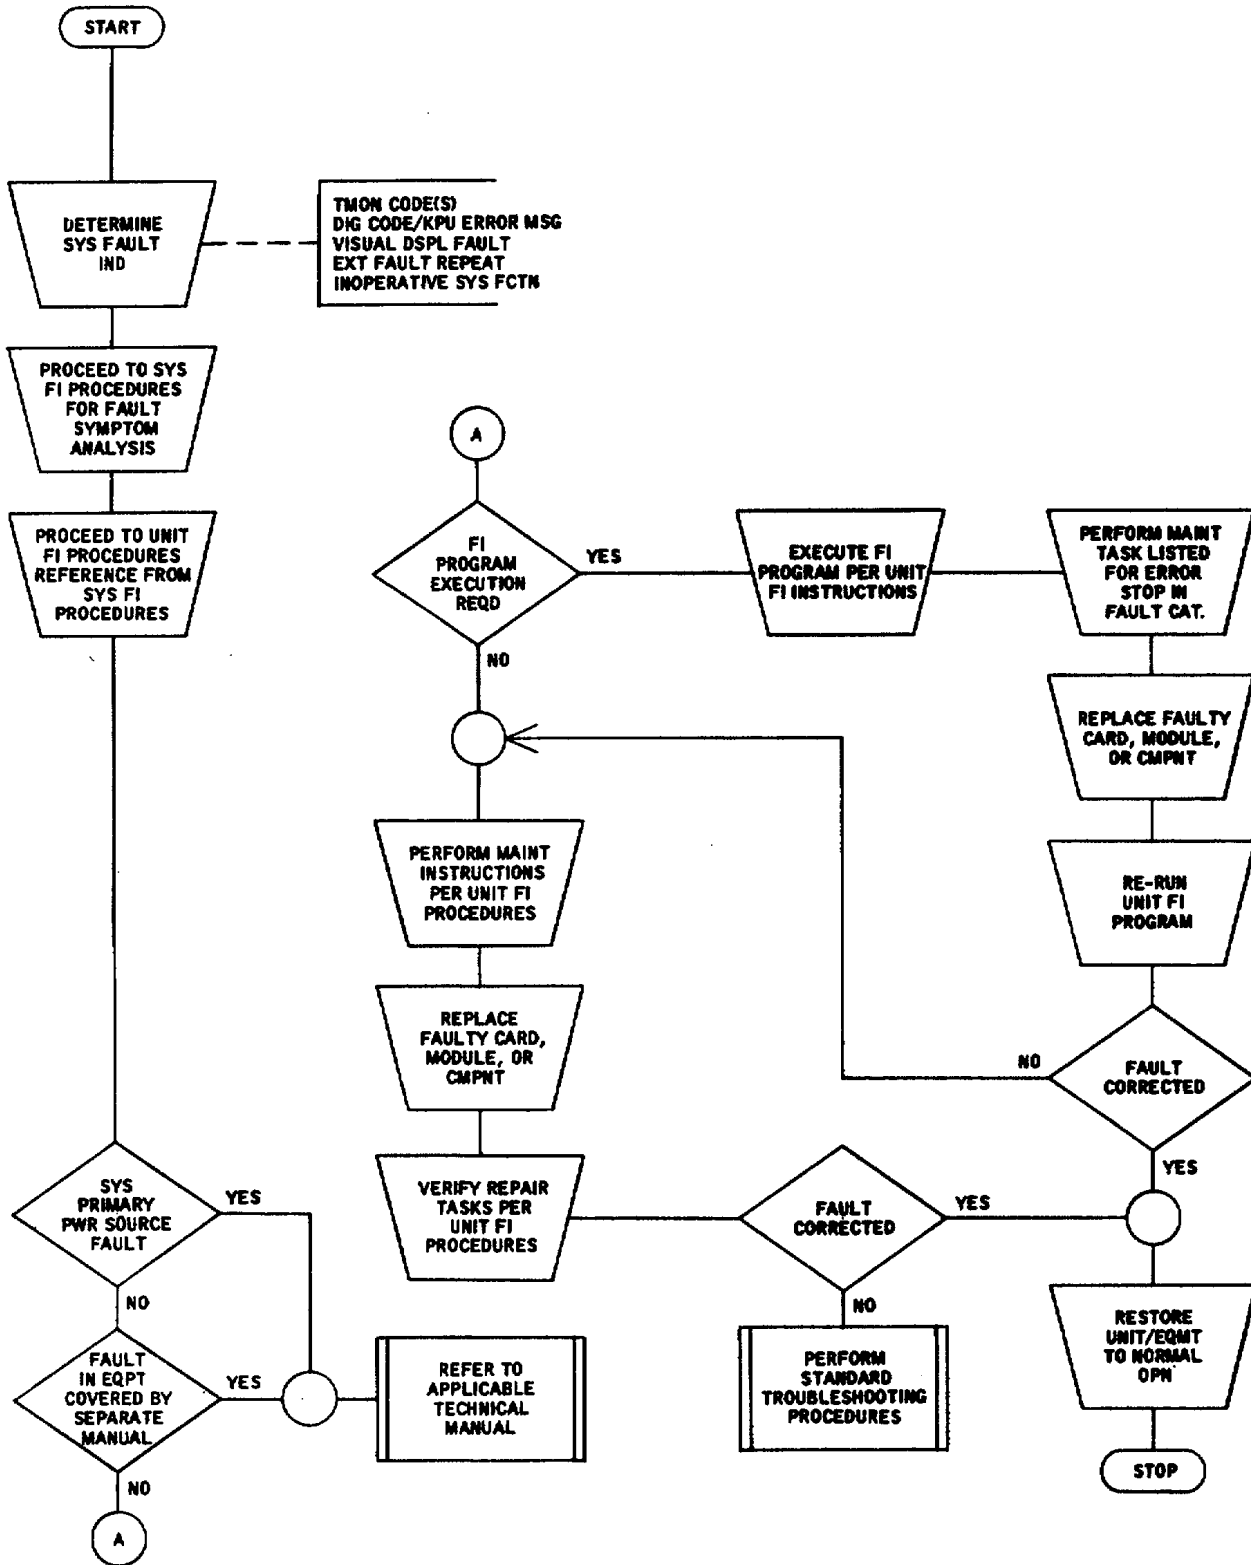 START
DETERMINE
SYS FAULT
IND
TMON CODE(S)
DIG CODE/KPU ERROR MSG
VISUAL DSPL FAULT
EXT FAULT REPEAT
INOPERATIVE SYS FCTN
PROCEED TO SYS
FI PROCEDURES
FOR FAULT
SYMPTOM
ANALYSIS
PROCEED TO UNIT
FI PROCEDURES
REFERENCE FROM
SYS FI
PROCEDURES
SYS
PRIMARY
PWR SOURCE
FAULT
YES
NO
FAULT
IN EQPT
COVERED BY
SEPARATE
MANUAL
YES
NO
A
REFER TO
APPLICABLE
TECHNICAL
MANUAL
A
FI
PROGRAM
EXECUTION
REQD
YES
NO
EXECUTE FI
PROGRAM PER UNIT
FI INSTRUCTIONS
PERFORM MAINT
TASK LISTED
FOR ERROR
STOP IN
FAULT CAT.
REPLACE FAULTY
CARD, MODULE,
OR CMPNT
RE-RUN
UNIT FI
PROGRAM
FAULT
CORRECTED
NO
YES
PERFORM MAINT
INSTRUCTIONS
PER UNIT FI
PROCEDURES
REPLACE
FAULTY CARD,
MODULE, OR
CMPNT
VERIFY REPAIR
TASKS PER
UNIT FI
PROCEDURES
FAULT
CORRECTED
YES
NO
PERFORM
STANDARD
TROUBLESHOOTING
PROCEDURES
RESTORE
UNIT/EQMT
TO NORMAL
OPN
STOP